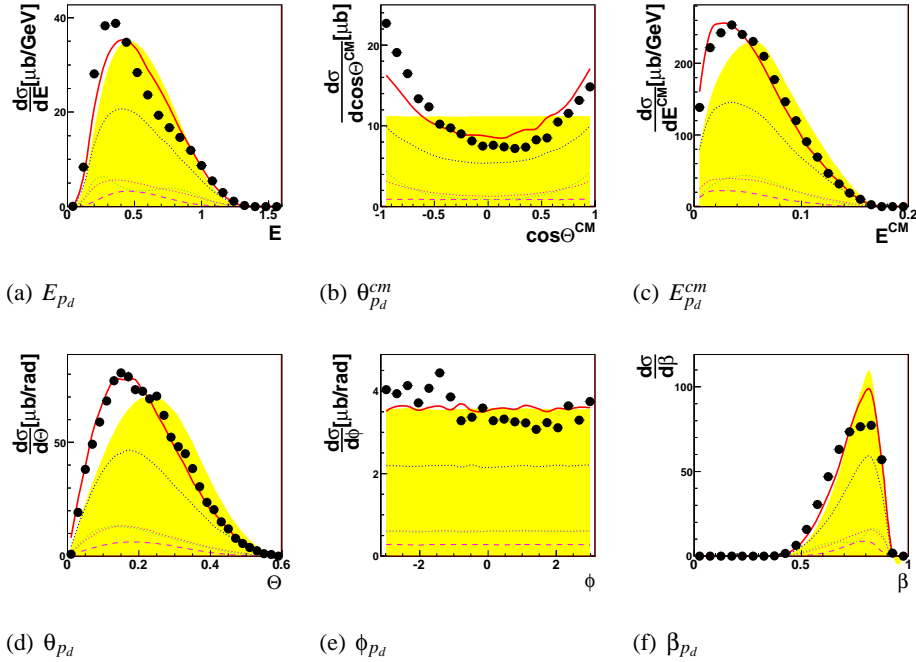 dσ/dE [μb/GeV]
40
30
20
10
0
0 0.5 1 1.5
E
dσ/dcosΘ^CM [μb]
20
10
0
-1 -0.5 0 0.5 1
cosΘ^CM
dσ/dE^CM [μb/GeV]
200
100
0
0 0.1 0.2
E^CM
(a) E_{p_d}
(b) θ^{cm}_{p_d}
(c) E^{cm}_{p_d}
dσ/dΘ [μb/rad]
50
0
0 0.2 0.4 0.6
Θ
dσ/dϕ [μb/rad]
4
2
0
-2 0 2
ϕ
dσ/dβ
100
50
0
0 0.5 1
β
(d) θ_{p_d}
(e) ϕ_{p_d}
(f) β_{p_d}